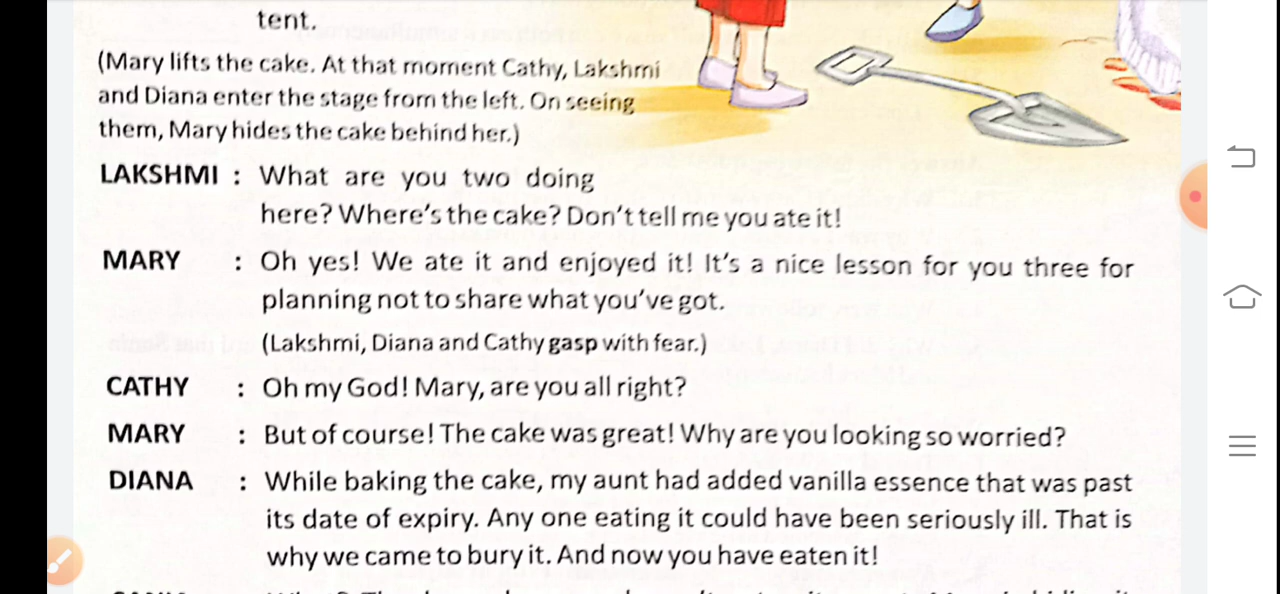 tent.
(Mary lifts the cake. At that moment Cathy, Lakshmi
and Diana enter the stage from the left. On seeing
them, Mary hides the cake behind her.)
LAKSHMI : What are you two doing
here? Where's the cake? Don't tell me you ate it!
MARY : Oh yes! We ate it and enjoyed it! It's a nice lesson for you three for
planning not to share what you've got.
(Lakshmi, Diana and Cathy gasp with fear.)
CATHY : Oh my God! Mary, are you all right?
MARY : But of course! The cake was great! Why are you looking so worried?
DIANA : While baking the cake, my aunt had added vanilla essence that was past
its date of expiry. Any one eating it could have been seriously ill. That is
why we came to bury it. And now you have eaten it!